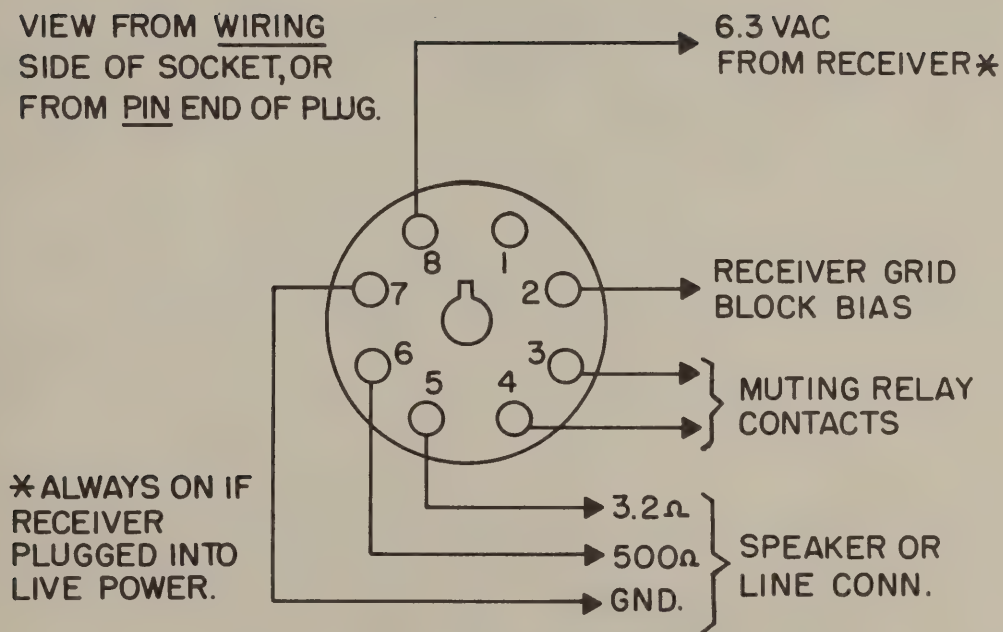 VIEW FROM WIRING
SIDE OF SOCKET, OR
FROM PIN END OF PLUG.
6.3 VAC
FROM RECEIVER*
8
1
7
2
RECEIVER GRID
BLOCK BIAS
6
3
5
4
MUTING RELAY
CONTACTS
*ALWAYS ON IF
RECEIVER
PLUGGED INTO
LIVE POWER.
3.2Ω
500Ω
GND.
SPEAKER OR
LINE CONN.